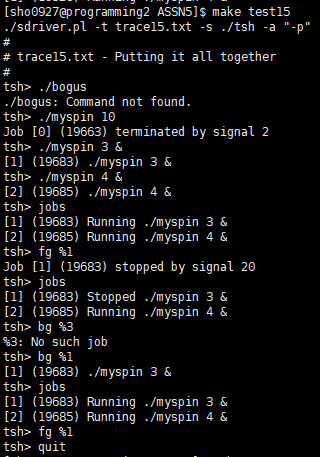 [sho0927@programming2 ASSN5]$ make test15
./sdriver.pl -t trace15.txt -s ./tsh -a "-p"
#
# trace15.txt - Putting it all together
#
tsh> ./bogus
./bogus: Command not found.
tsh> ./myspin 10
Job [0] (19663) terminated by signal 2
tsh> ./myspin 3 &
[1] (19683) ./myspin 3 &
tsh> ./myspin 4 &
[2] (19685) ./myspin 4 &
tsh> jobs
[1] (19683) Running ./myspin 3 &
[2] (19685) Running ./myspin 4 &
tsh> fg %1
Job [1] (19683) stopped by signal 20
tsh> jobs
[1] (19683) Stopped ./myspin 3 &
[2] (19685) Running ./myspin 4 &
tsh> bg %3
%3: No such job
tsh> bg %1
[1] (19683) ./myspin 3 &
tsh> jobs
[1] (19683) Running ./myspin 3 &
[2] (19685) Running ./myspin 4 &
tsh> fg %1
tsh> quit